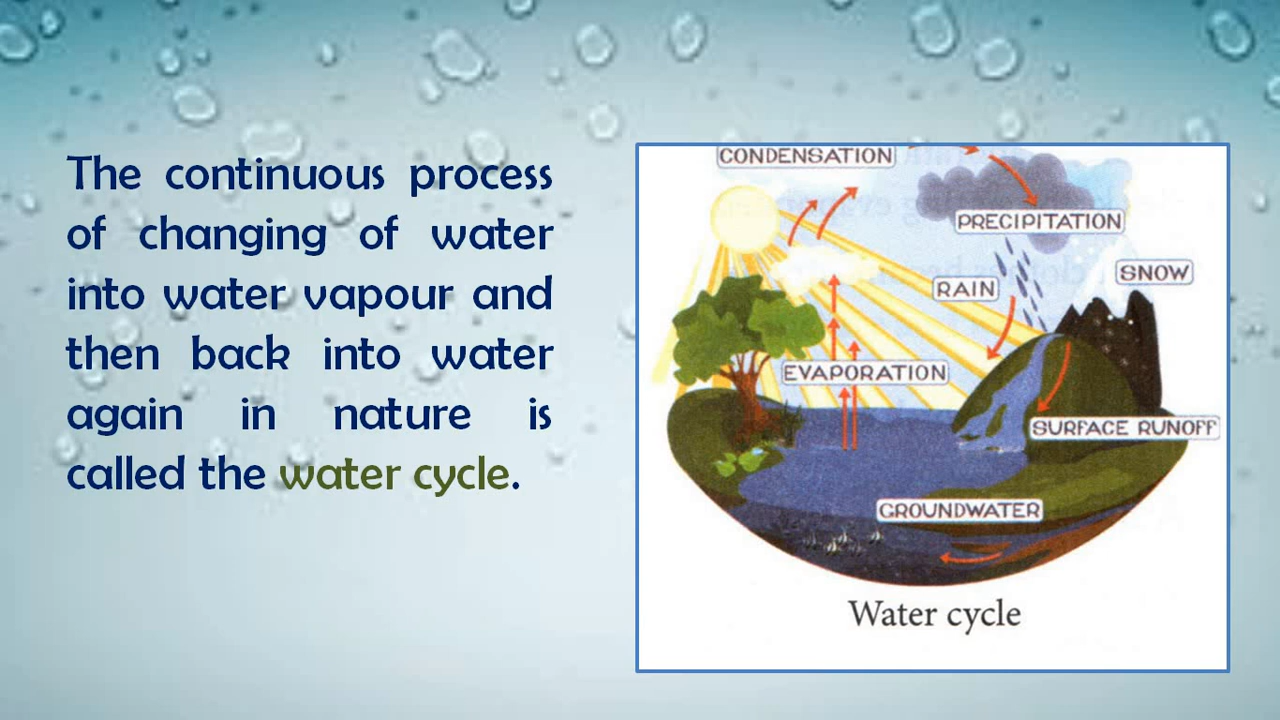 The continuous process
of changing of water
into water vapour and
then back into water
again in nature is
called the water cycle.
CONDENSATION
PRECIPITATION
SNOW
RAIN
EVAPORATION
SURFACE RUNOFF
GROUNDWATER
Water cycle